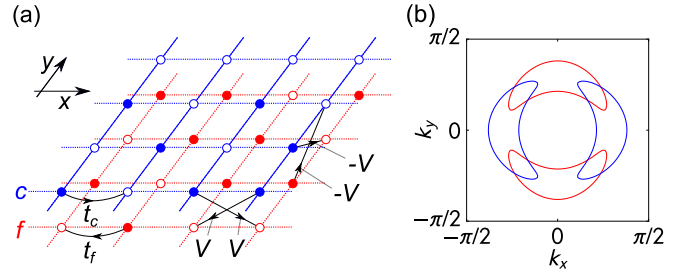 (a)
y
x
c
f
t_c
t_f
V
V
-V
-V
(b)
π/2
0
-π/2
k_y
-π/2
0
π/2
k_x